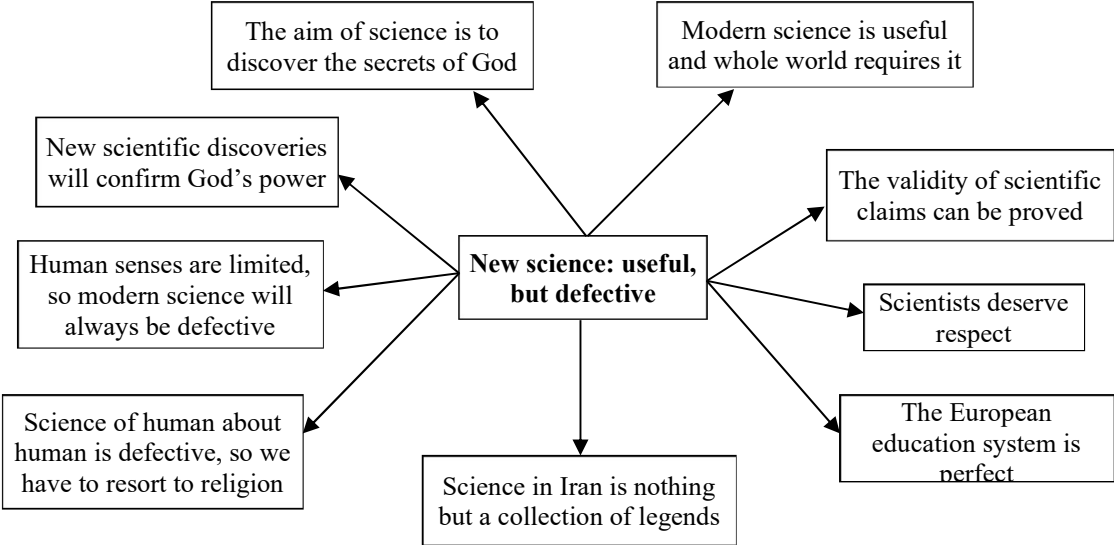 The aim of science is to
discover the secrets of God
Modern science is useful
and whole world requires it
New scientific discoveries
will confirm God's power
The validity of scientific
claims can be proved
Human senses are limited,
so modern science will
always be defective
New science: useful,
but defective
Scientists deserve
respect
Science of human about
human is defective, so we
have to resort to religion
The European
education system is
perfect
Science in Iran is nothing
but a collection of legends